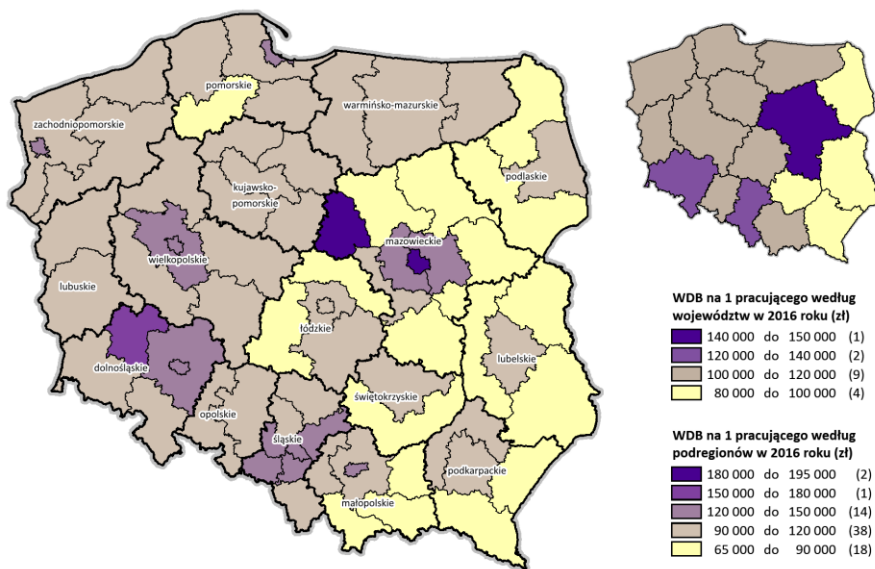 pomorskie
warmińsko-mazurskie
zachodniopomorskie
podlaskie
kujawsko-
pomorskie
mazowieckie
wielkopolskie
lubuskie
łódzkie
lubelskie
dolnośląskie
świętokrzyskie
opolskie
śląskie
podkarpackie
małopolskie
WDB na 1 pracującego według
województw w 2016 roku (zł)
140 000 do 150 000 (1)
120 000 do 140 000 (2)
100 000 do 120 000 (9)
80 000 do 100 000 (4)
WDB na 1 pracującego według
podregionów w 2016 roku (zł)
180 000 do 195 000 (2)
150 000 do 180 000 (1)
120 000 do 150 000 (14)
90 000 do 120 000 (38)
65 000 do 90 000 (18)